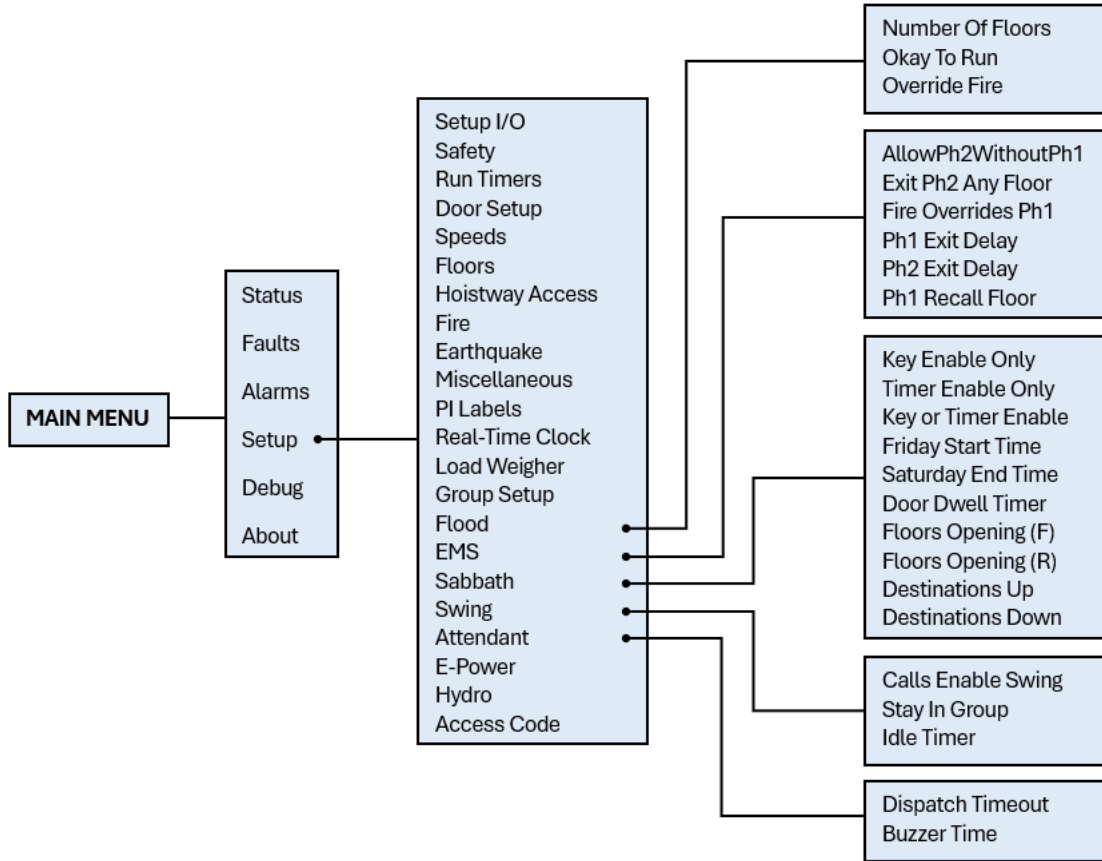 MAIN MENU
Status
Faults
Alarms
Setup
Debug
About
Setup I/O
Safety
Run Timers
Door Setup
Speeds
Floors
Hoistway Access
Fire
Earthquake
Miscellaneous
PI Labels
Real-Time Clock
Load Weigher
Group Setup
Flood
EMS
Sabbath
Swing
Attendant
E-Power
Hydro
Access Code
Number Of Floors
Okay To Run
Override Fire
AllowPh2WithoutPh1
Exit Ph2 Any Floor
Fire Overrides Ph1
Ph1 Exit Delay
Ph2 Exit Delay
Ph1 Recall Floor
Key Enable Only
Timer Enable Only
Key or Timer Enable
Friday Start Time
Saturday End Time
Door Dwell Timer
Floors Opening (F)
Floors Opening (R)
Destinations Up
Destinations Down
Calls Enable Swing
Stay In Group
Idle Timer
Dispatch Timeout
Buzzer Time